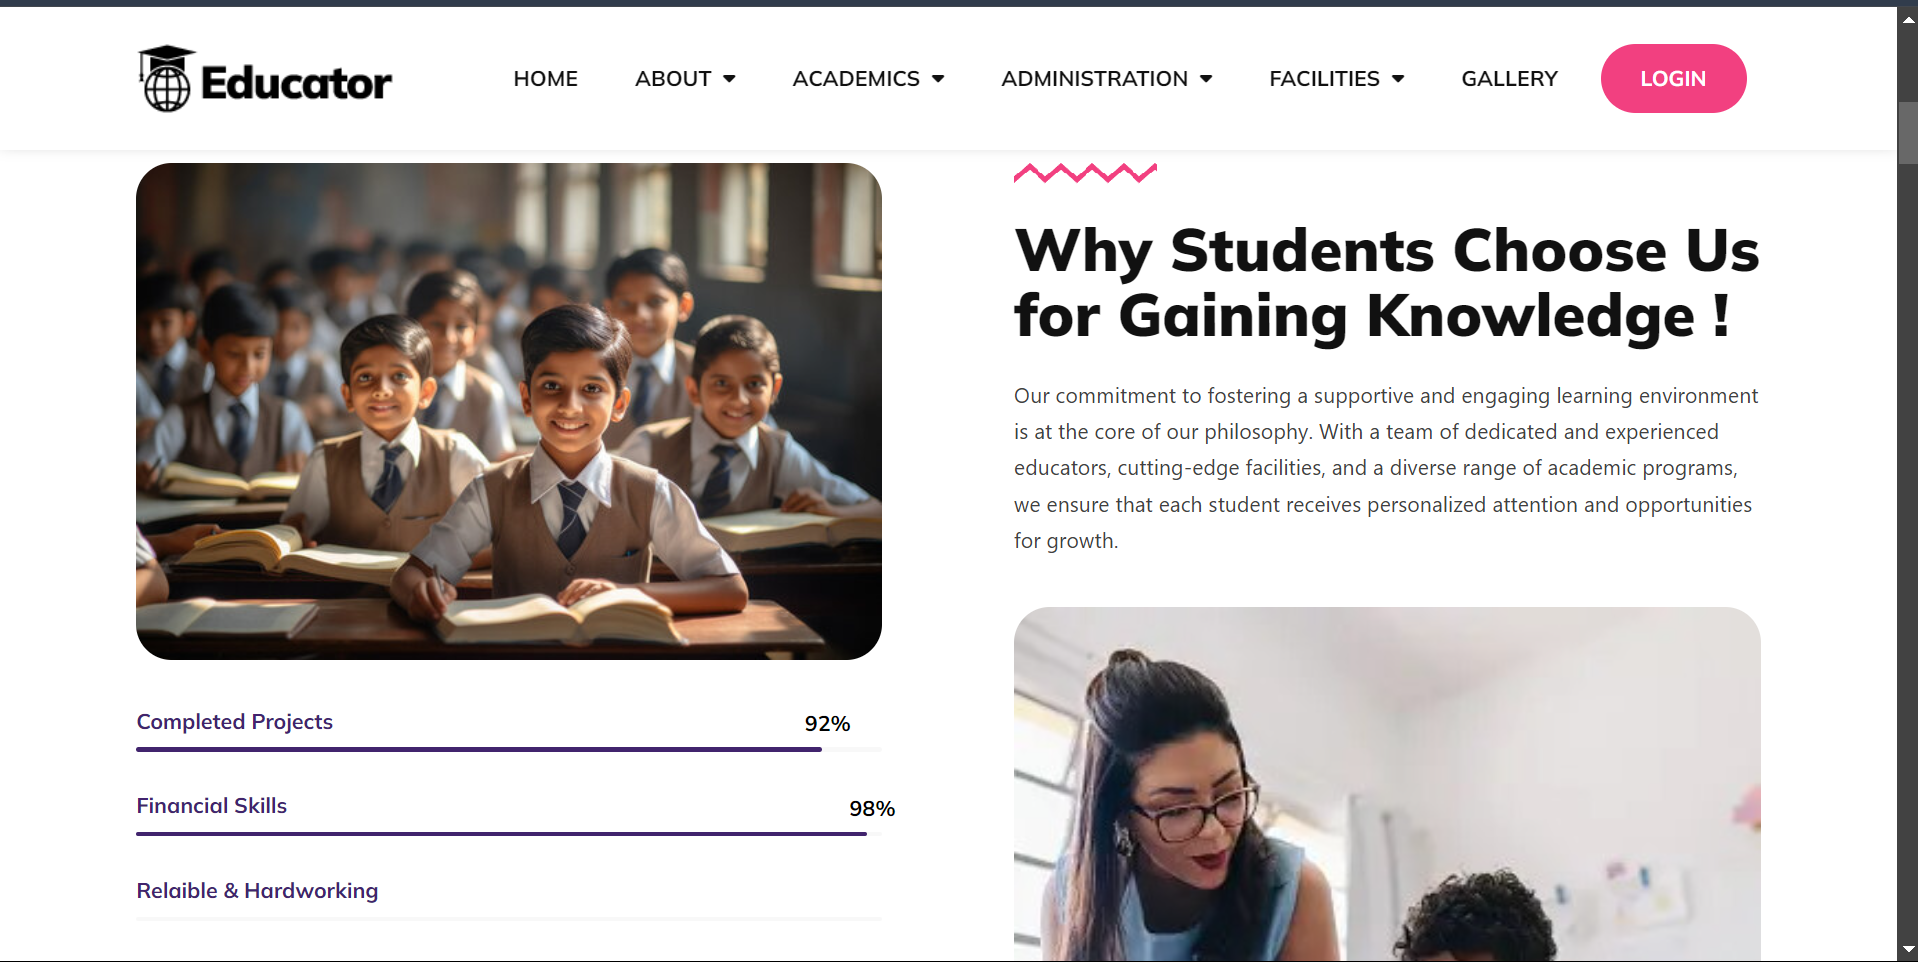 Educator
HOME
ABOUT
ACADEMICS
ADMINISTRATION
FACILITIES
GALLERY
LOGIN
Why Students Choose Us
for Gaining Knowledge !
Our commitment to fostering a supportive and engaging learning environment
is at the core of our philosophy. With a team of dedicated and experienced
educators, cutting-edge facilities, and a diverse range of academic programs,
we ensure that each student receives personalized attention and opportunities
for growth.
Completed Projects
92%
Financial Skills
98%
Relaible & Hardworking